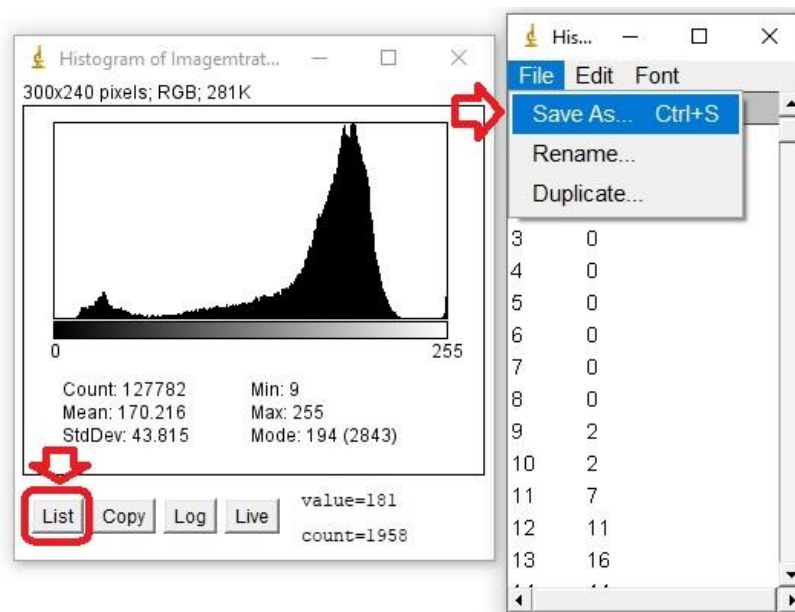 Histogram of Imagemtrat...
300x240 pixels; RGB; 281K
0 255
Count: 127782 Min: 9
Mean: 170.216 Max: 255
StdDev: 43.815 Mode: 194 (2843)
List Copy Log Live
value=181
count=1958
His...
File Edit Font
Save As... Ctrl+S
Rename...
Duplicate...
3 0
4 0
5 0
6 0
7 0
8 0
9 2
10 2
11 7
12 11
13 16